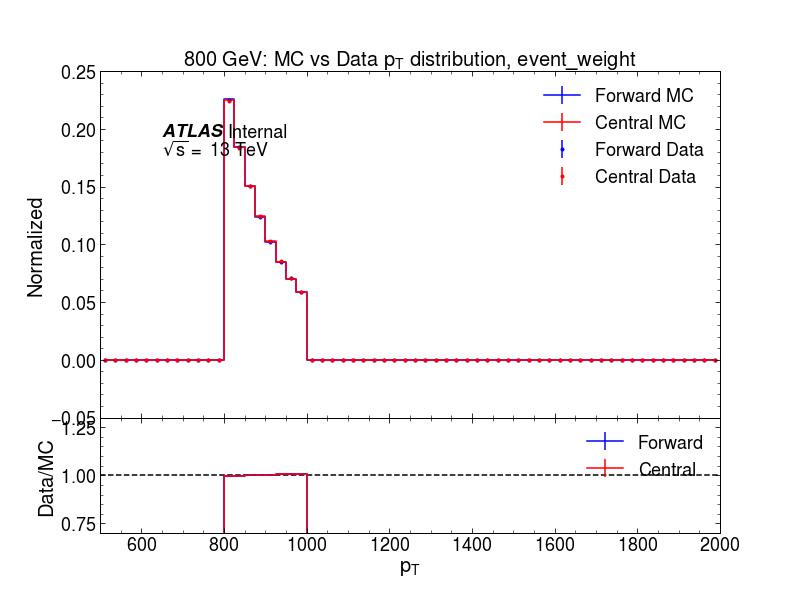 800 GeV: MC vs Data pT distribution, event_weight
0.25
0.20
0.15
0.10
0.05
0.00
−0.05
Normalized
ATLAS Internal
√s = 13 TeV
Forward MC
Central MC
Forward Data
Central Data
1.25
1.00
0.75
Data/MC
Forward
Central
600 800 1000 1200 1400 1600 1800 2000
pT